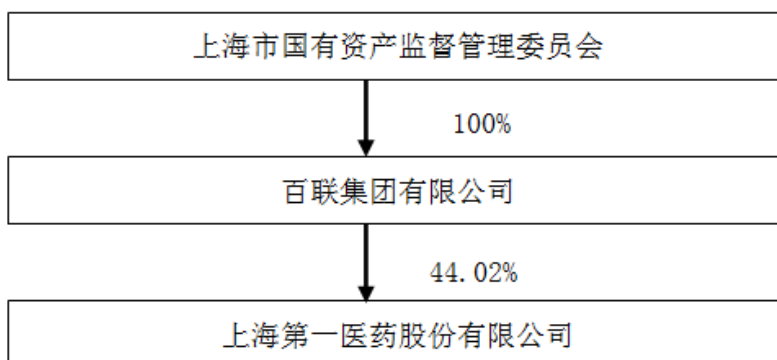 上海市国有资产监督管理委员会
100%
百联集团有限公司
44.02%
上海第一医药股份有限公司